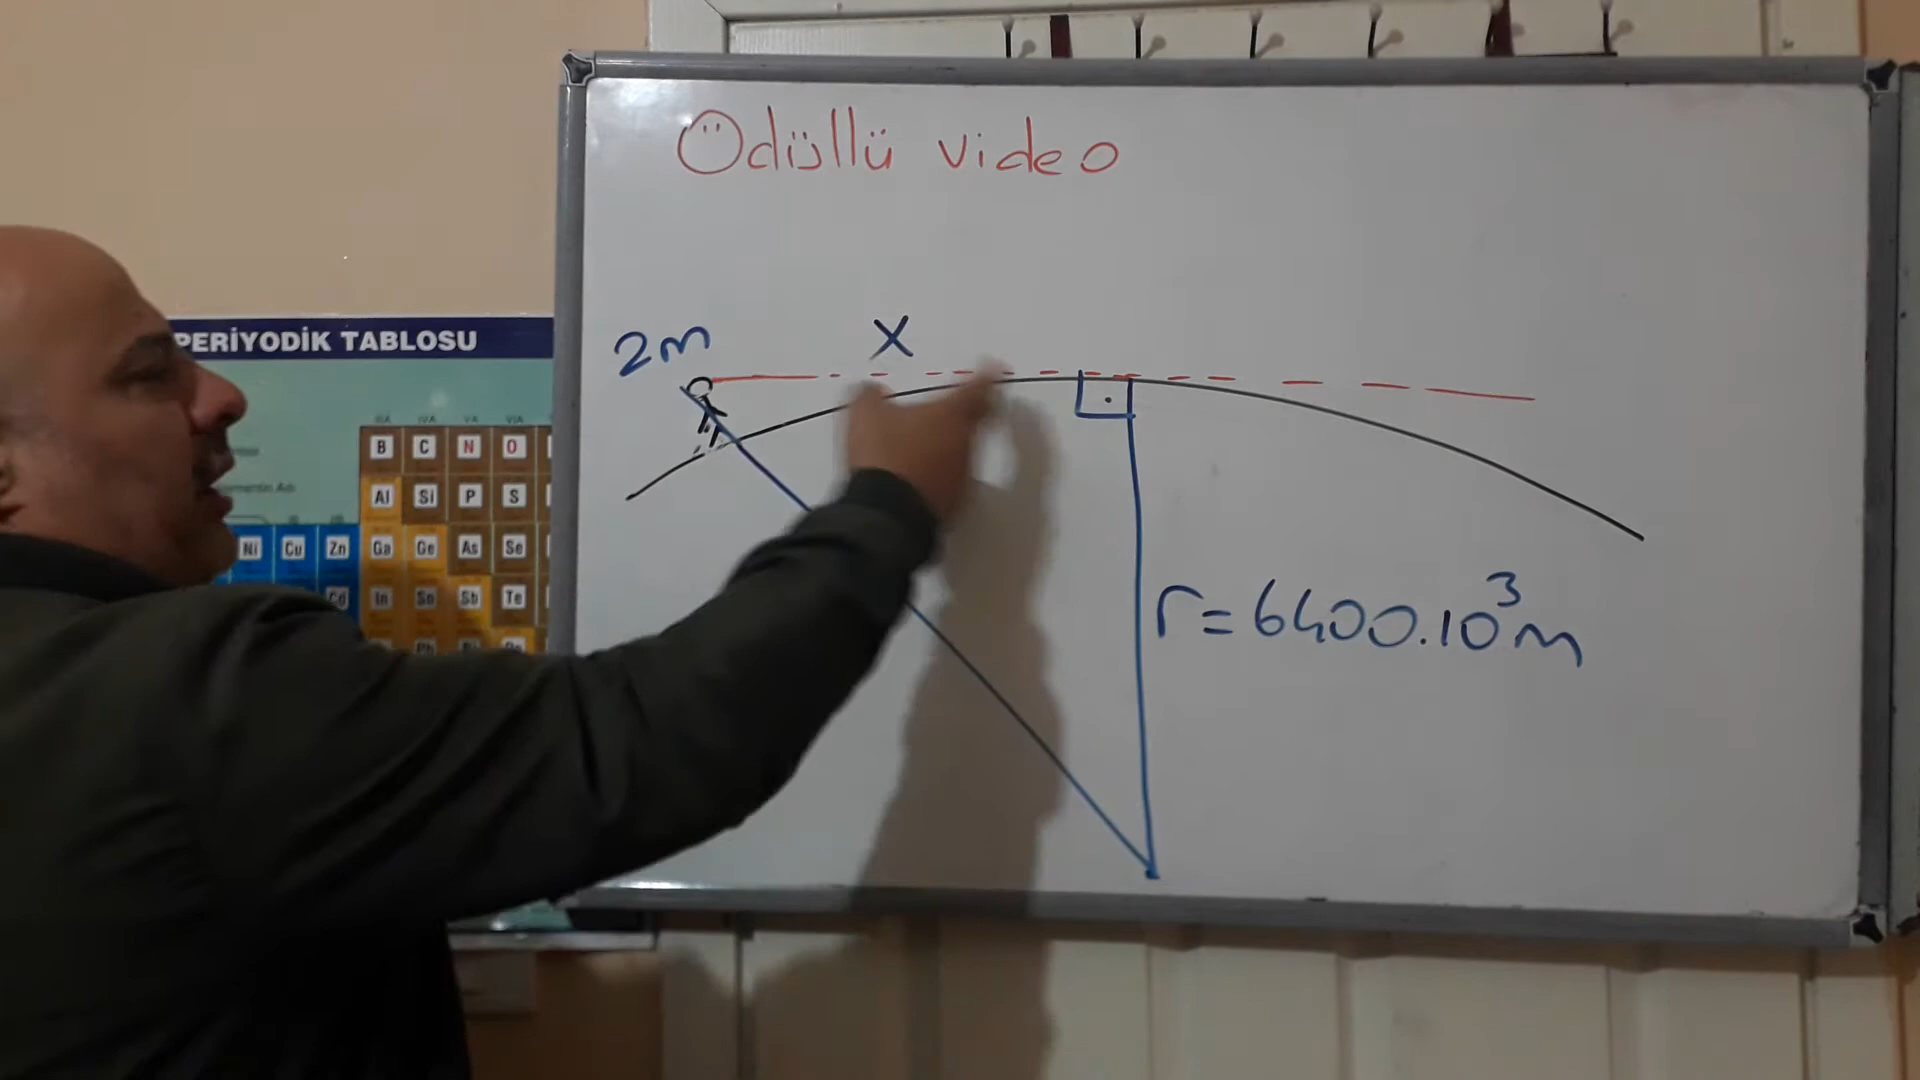 Ödüllü video
2m
X
r=6400.10³m
PERİYODİK TABLOSU
B C N O
Al Si P S
Ni Cu Zn Ga Ge As Se
Cd In Sn Sb Te